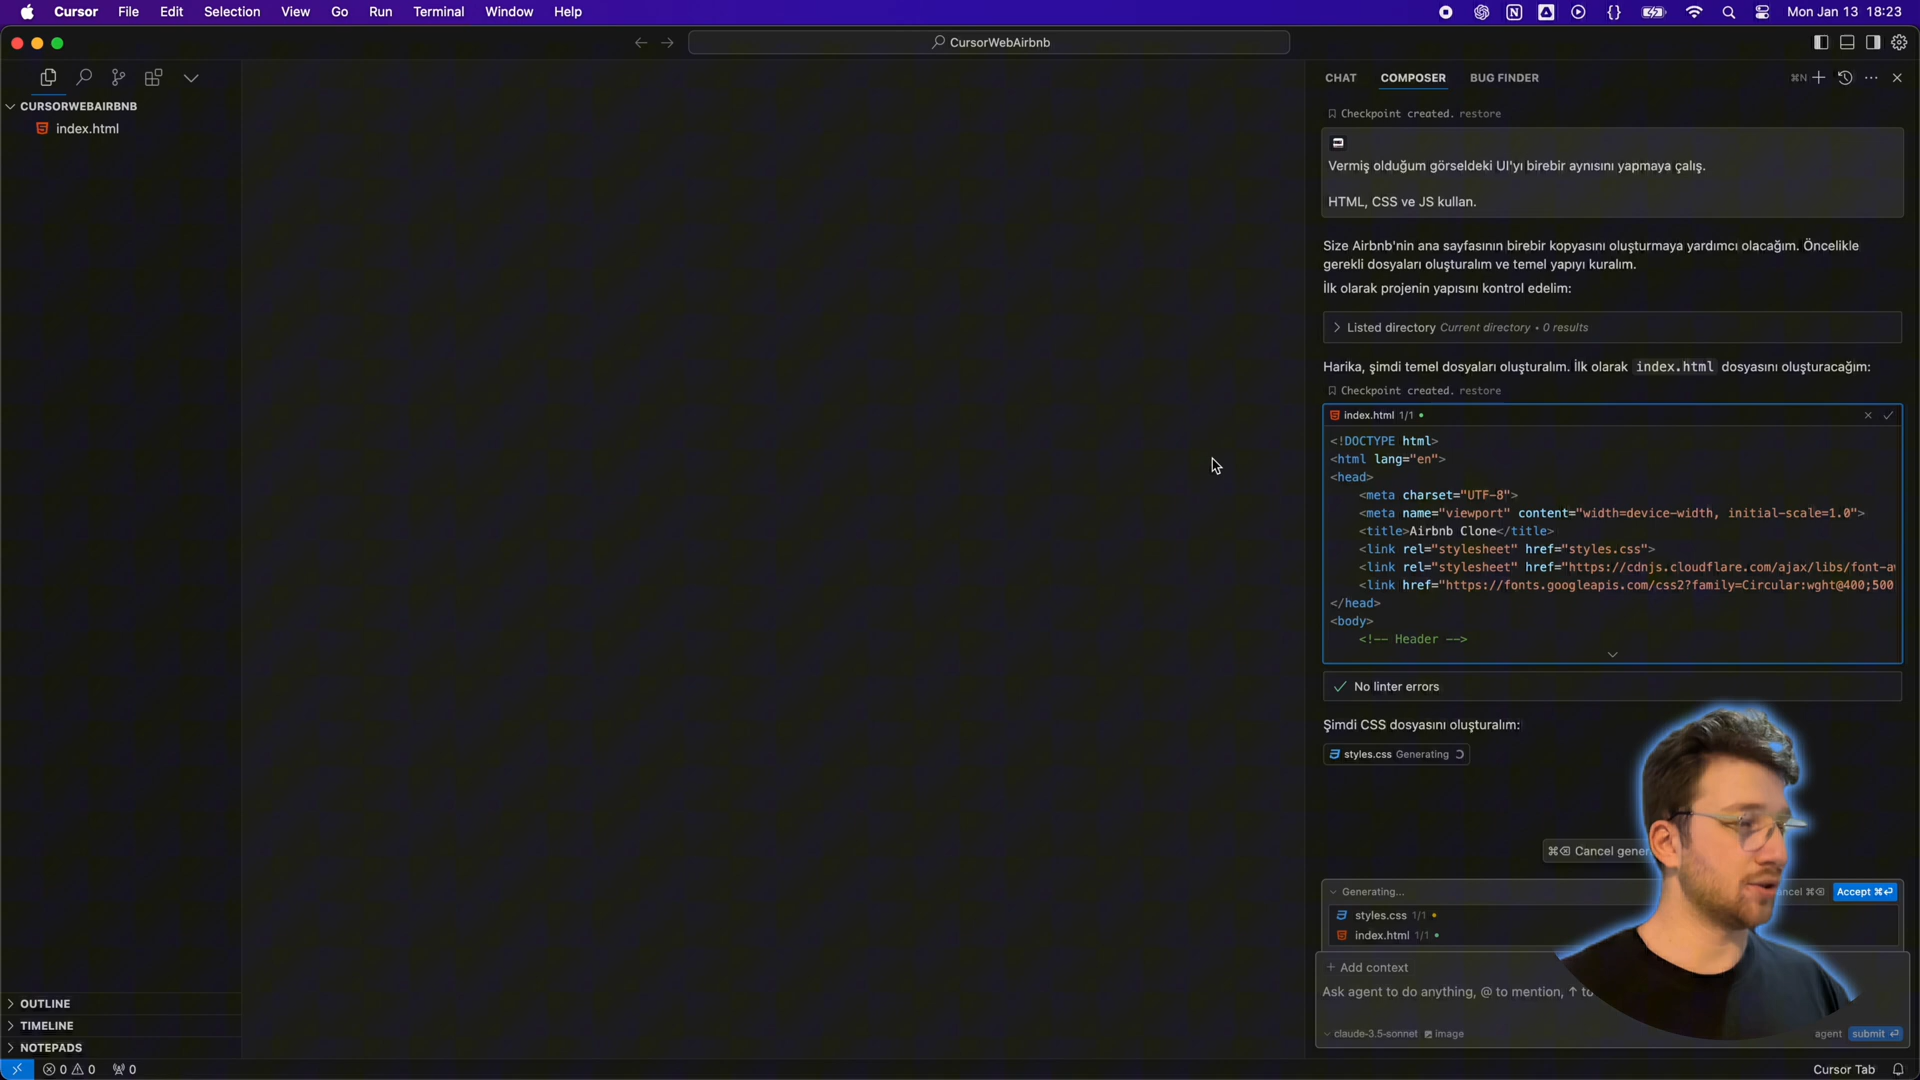 Cursor File Edit Selection View Go Run Terminal Window Help Mon Jan 13 18:23
CursorWebAirbnb
CURSORWEBAIRBNB
index.html
OUTLINE
TIMELINE
NOTEPADS
CHAT COMPOSER BUG FINDER ⌘N
Checkpoint created. restore
Vermiş olduğum görseldeki UI'yı birebir aynısını yapmaya çalış.
HTML, CSS ve JS kullan.
Size Airbnb'nin ana sayfasının birebir kopyasını oluşturmaya yardımcı olacağım. Öncelikle
gerekli dosyaları oluşturalım ve temel yapıyı kuralım.
İlk olarak projenin yapısını kontrol edelim:
Listed directory Current directory • 0 results
Harika, şimdi temel dosyaları oluşturalım. İlk olarak index.html dosyasını oluşturacağım:
Checkpoint created. restore
index.html 1/1 •
<!DOCTYPE html>
<html lang="en">
<head>
<meta charset="UTF-8">
<meta name="viewport" content="width=device-width, initial-scale=1.0">
<title>Airbnb Clone</title>
<link rel="stylesheet" href="styles.css">
<link rel="stylesheet" href="https://cdnjs.cloudflare.com/ajax/libs/font-a
<link href="https://fonts.googleapis.com/css2?family=Circular:wght@400;500
</head>
<body>
<!-- Header -->
No linter errors
Şimdi CSS dosyasını oluşturalım:
styles.css Generating
⌘⌫ Cancel gener
Generating... ncel ⌘⌫ Accept ⌘⏎
styles.css 1/1 •
index.html 1/1 •
+ Add context
Ask agent to do anything, @ to mention, ↑ to
claude-3.5-sonnet image agent submit ⏎
0 0 0 Cursor Tab